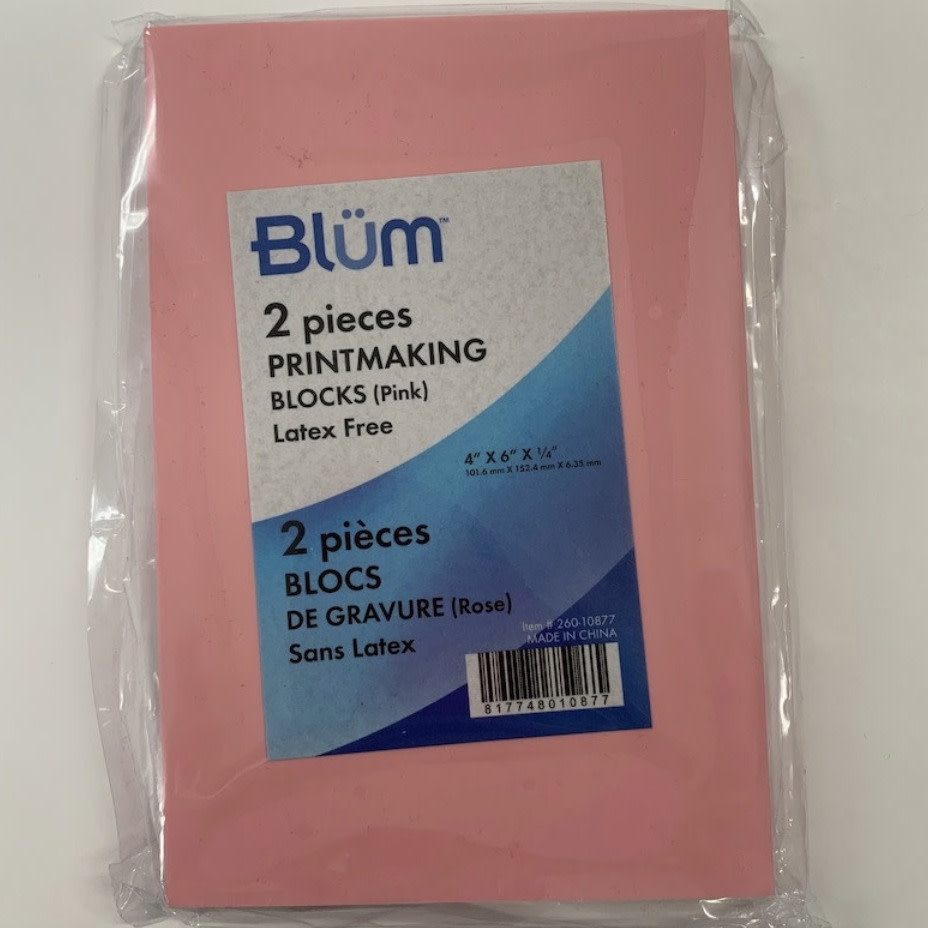 Blüm™
2 pieces
PRINTMAKING
BLOCKS (Pink)
Latex Free
4" X 6" X ¼"
101.6 mm X 152.4 mm X 6.35 mm
2 pièces
BLOCS
DE GRAVURE (Rose)
Sans Latex
Item # 260-10877
MADE IN CHINA
817748010877